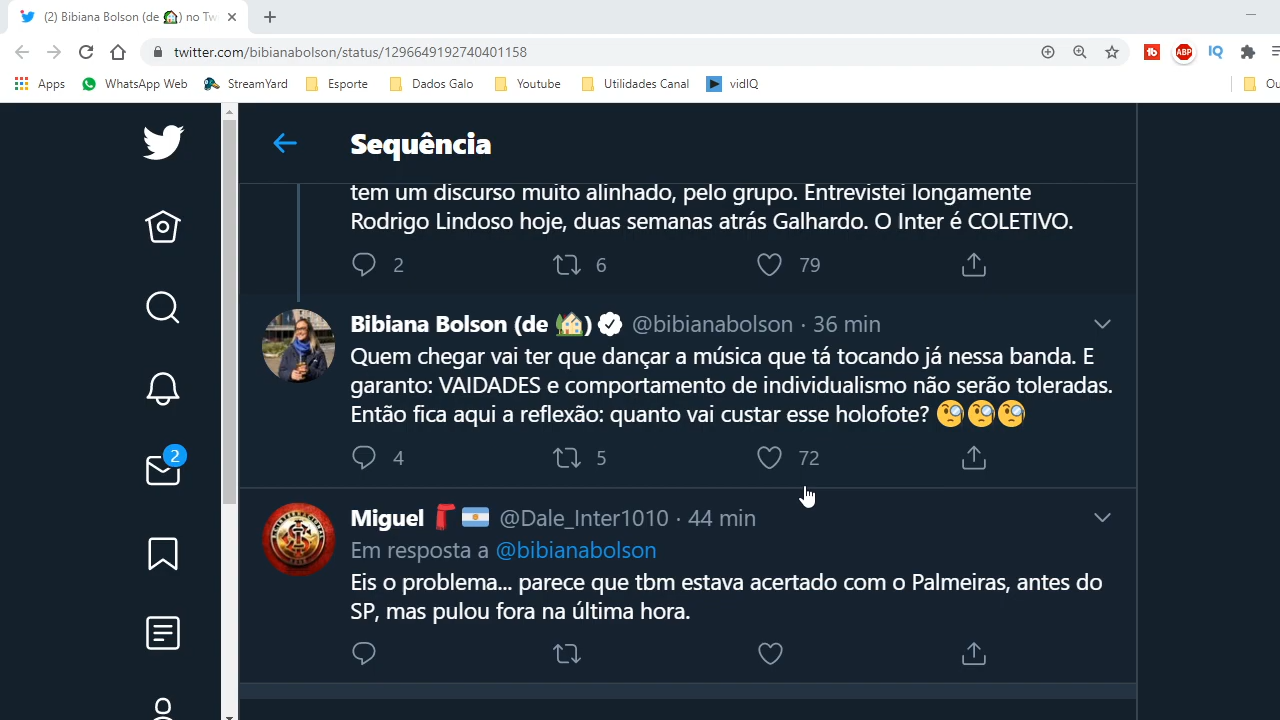 (2) Bibiana Bolson (de 🏡) no Tw
twitter.com/bibianabolson/status/1296649192740401158
Apps WhatsApp Web StreamYard Esporte Dados Galo Youtube Utilidades Canal vidIQ Ou
tb ABP IQ
Sequência
tem um discurso muito alinhado, pelo grupo. Entrevistei longamente
Rodrigo Lindoso hoje, duas semanas atrás Galhardo. O Inter é COLETIVO.
2 6 79
Bibiana Bolson (de 🏡) @bibianabolson · 36 min
Quem chegar vai ter que dançar a música que tá tocando já nessa banda. E
garanto: VAIDADES e comportamento de individualismo não serão toleradas.
Então fica aqui a reflexão: quanto vai custar esse holofote? 🧐🧐🧐
4 5 72
2
Miguel 🧣🇦🇷 @Dale_Inter1010 · 44 min
Em resposta a @bibianabolson
Eis o problema... parece que tbm estava acertado com o Palmeiras, antes do
SP, mas pulou fora na última hora.